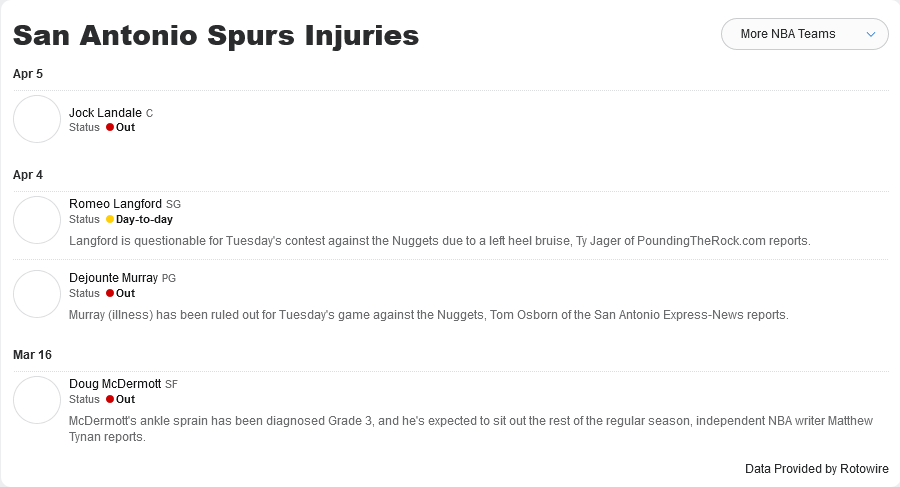 San Antonio Spurs Injuries
More NBA Teams
Apr 5
Jock Landale C
Status Out
Apr 4
Romeo Langford SG
Status Day-to-day
Langford is questionable for Tuesday's contest against the Nuggets due to a left heel bruise, Ty Jager of PoundingTheRock.com reports.
Dejounte Murray PG
Status Out
Murray (illness) has been ruled out for Tuesday's game against the Nuggets, Tom Osborn of the San Antonio Express-News reports.
Mar 16
Doug McDermott SF
Status Out
McDermott's ankle sprain has been diagnosed Grade 3, and he's expected to sit out the rest of the regular season, independent NBA writer Matthew
Tynan reports.
Data Provided by Rotowire